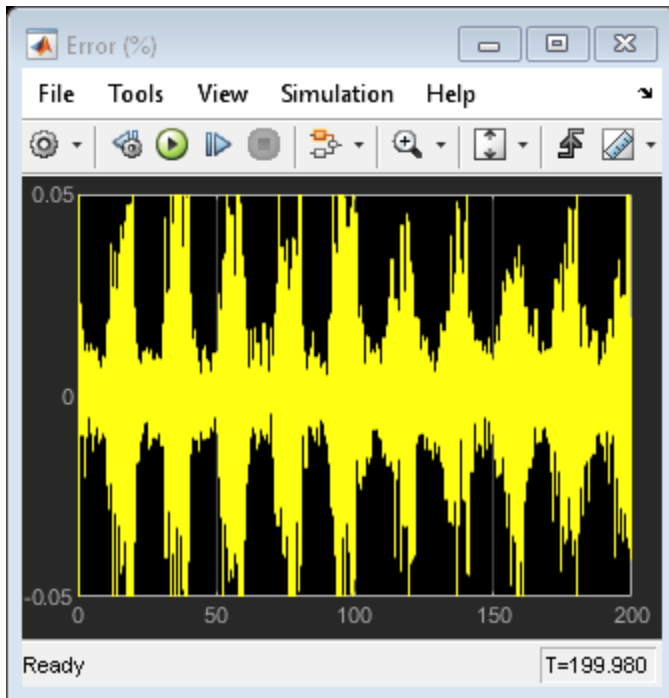 Error (%)
File Tools View Simulation Help
0.05
0
-0.05
0 50 100 150 200
Ready T=199.980